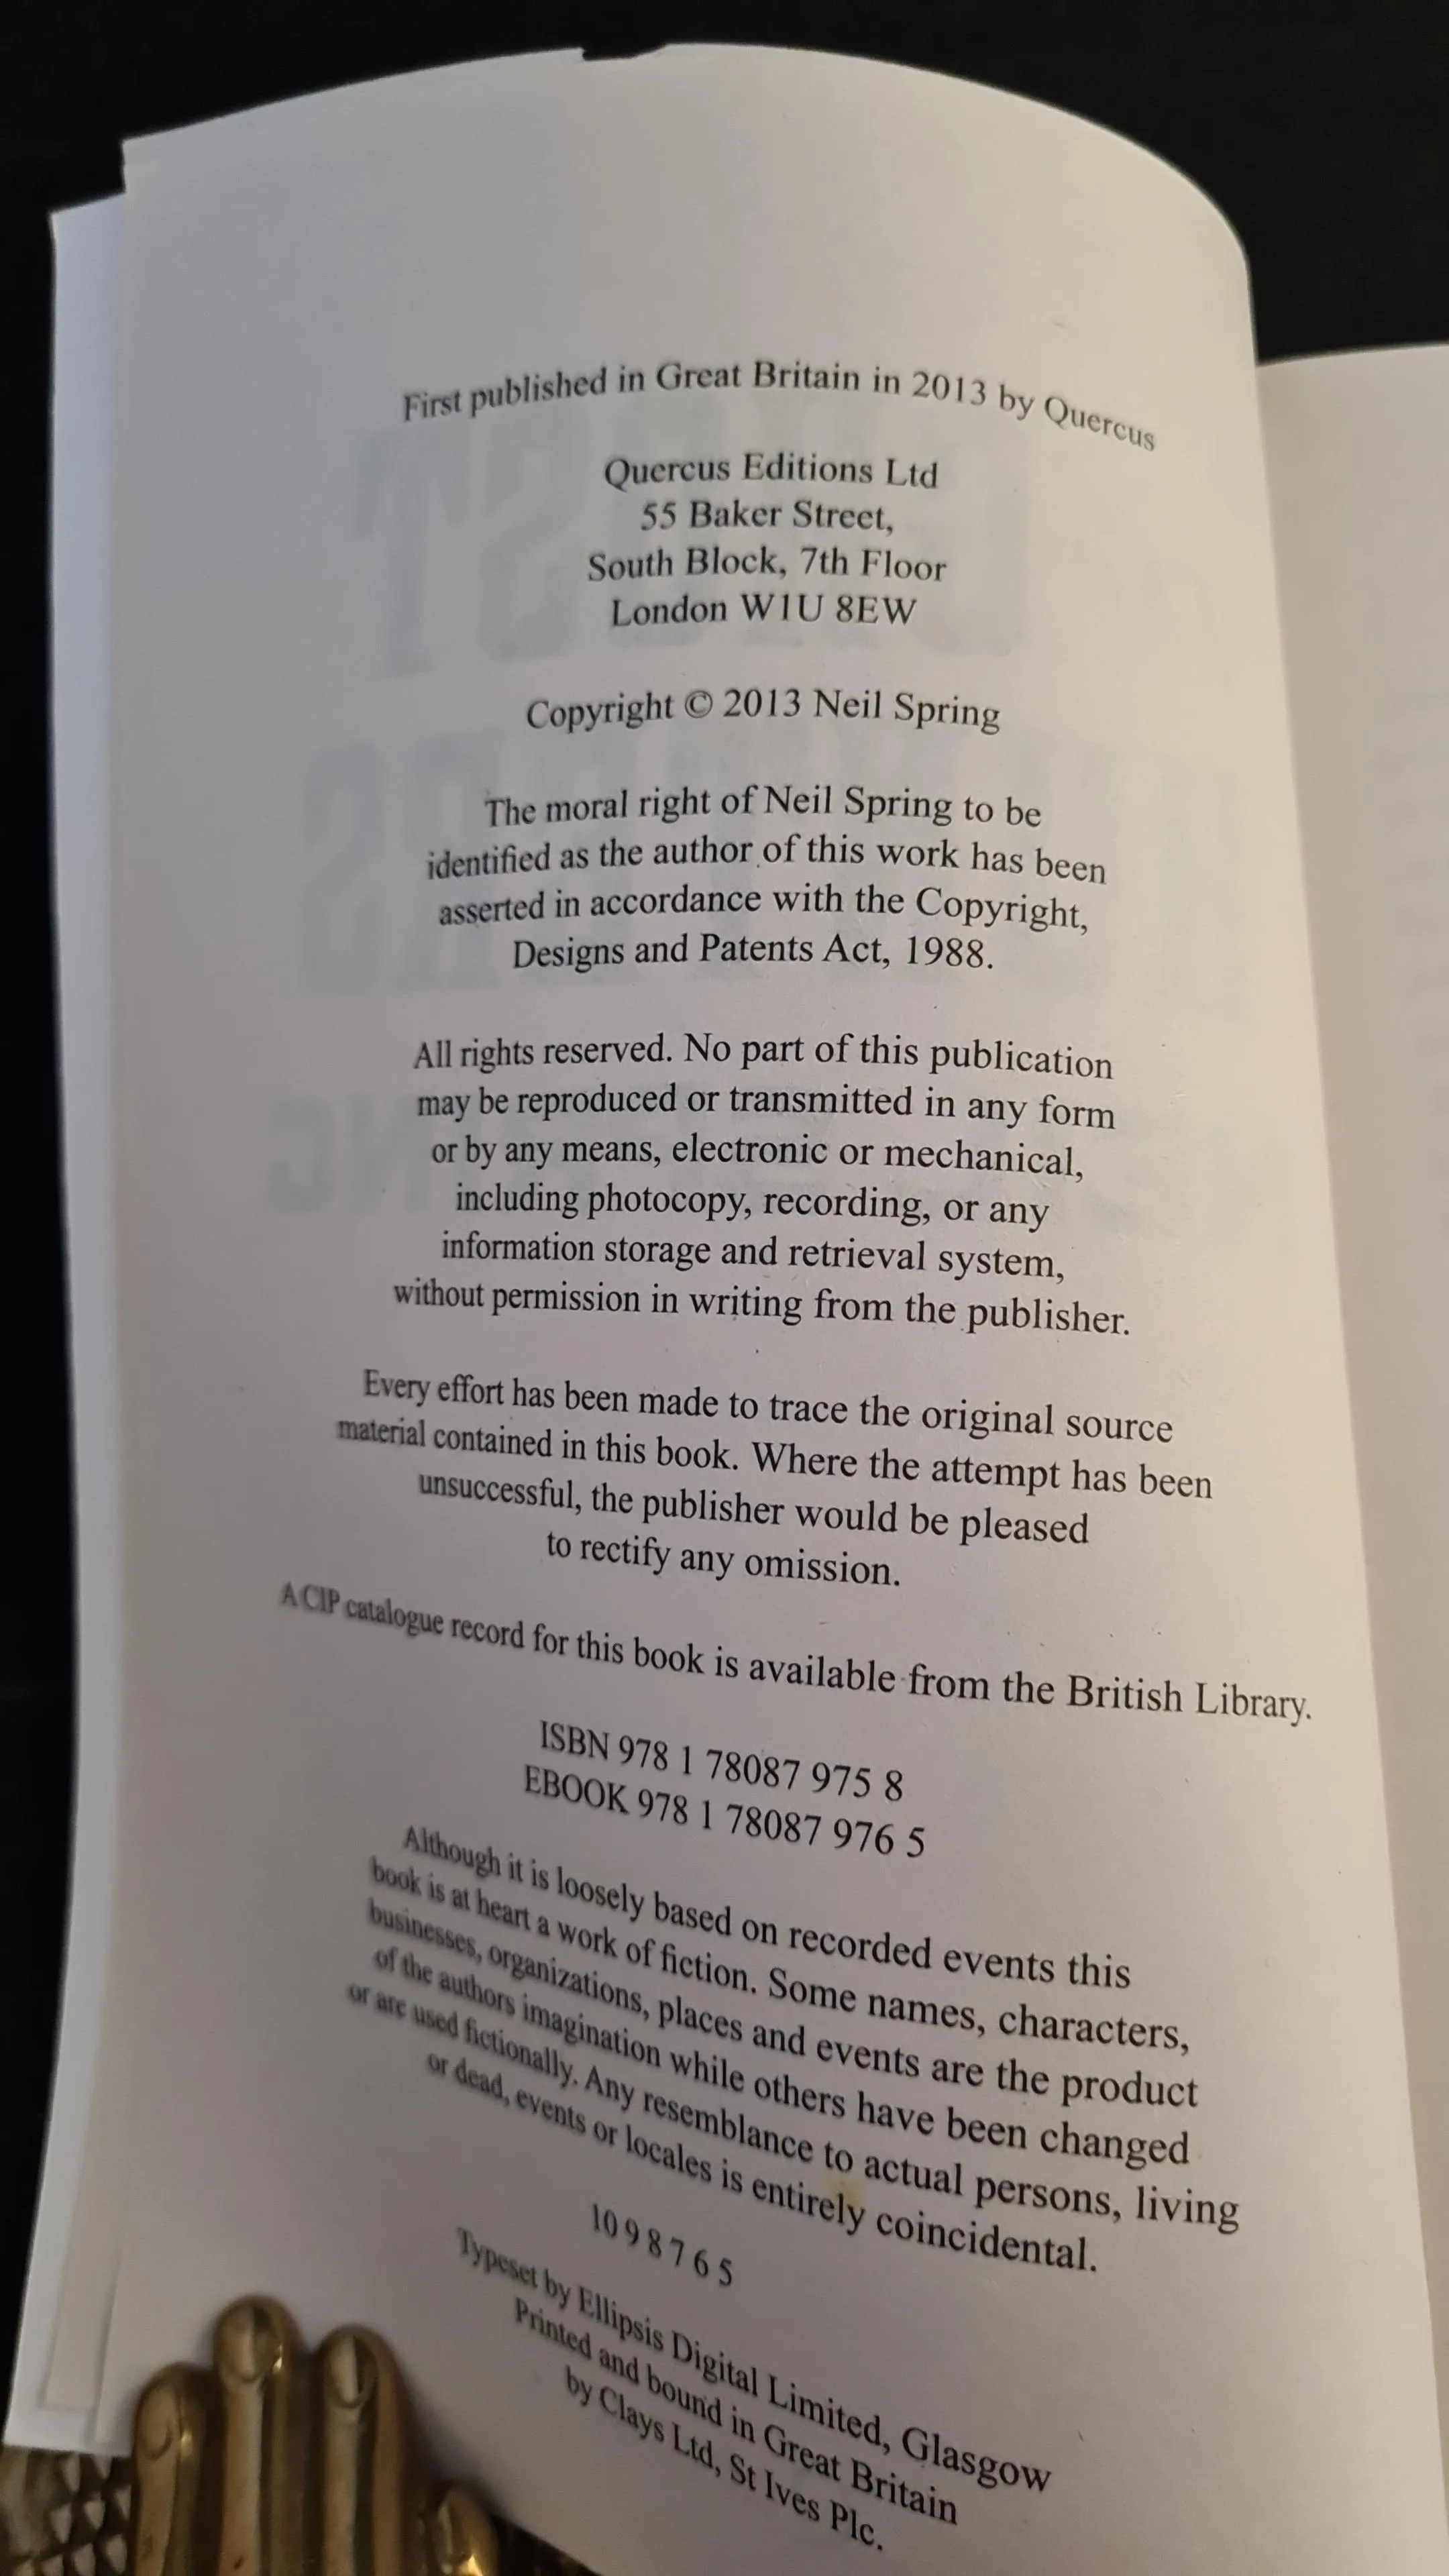 First published in Great Britain in 2013 by Quercus
Quercus Editions Ltd
55 Baker Street,
South Block, 7th Floor
London W1U 8EW
Copyright © 2013 Neil Spring
The moral right of Neil Spring to be
identified as the author of this work has been
asserted in accordance with the Copyright,
Designs and Patents Act, 1988.
All rights reserved. No part of this publication
may be reproduced or transmitted in any form
or by any means, electronic or mechanical,
including photocopy, recording, or any
information storage and retrieval system,
without permission in writing from the publisher.
Every effort has been made to trace the original source
material contained in this book. Where the attempt has been
unsuccessful, the publisher would be pleased
to rectify any omission.
A CIP catalogue record for this book is available from the British Library.
ISBN 978 1 78087 975 8
EBOOK 978 1 78087 976 5
Although it is loosely based on recorded events this
book is at heart a work of fiction. Some names, characters,
businesses, organizations, places and events are the product
of the authors imagination while others have been changed
or are used fictionally. Any resemblance to actual persons, living
or dead, events or locales is entirely coincidental.
10 9 8 7 6 5
Typeset by Ellipsis Digital Limited, Glasgow
Printed and bound in Great Britain
by Clays Ltd, St Ives Plc.